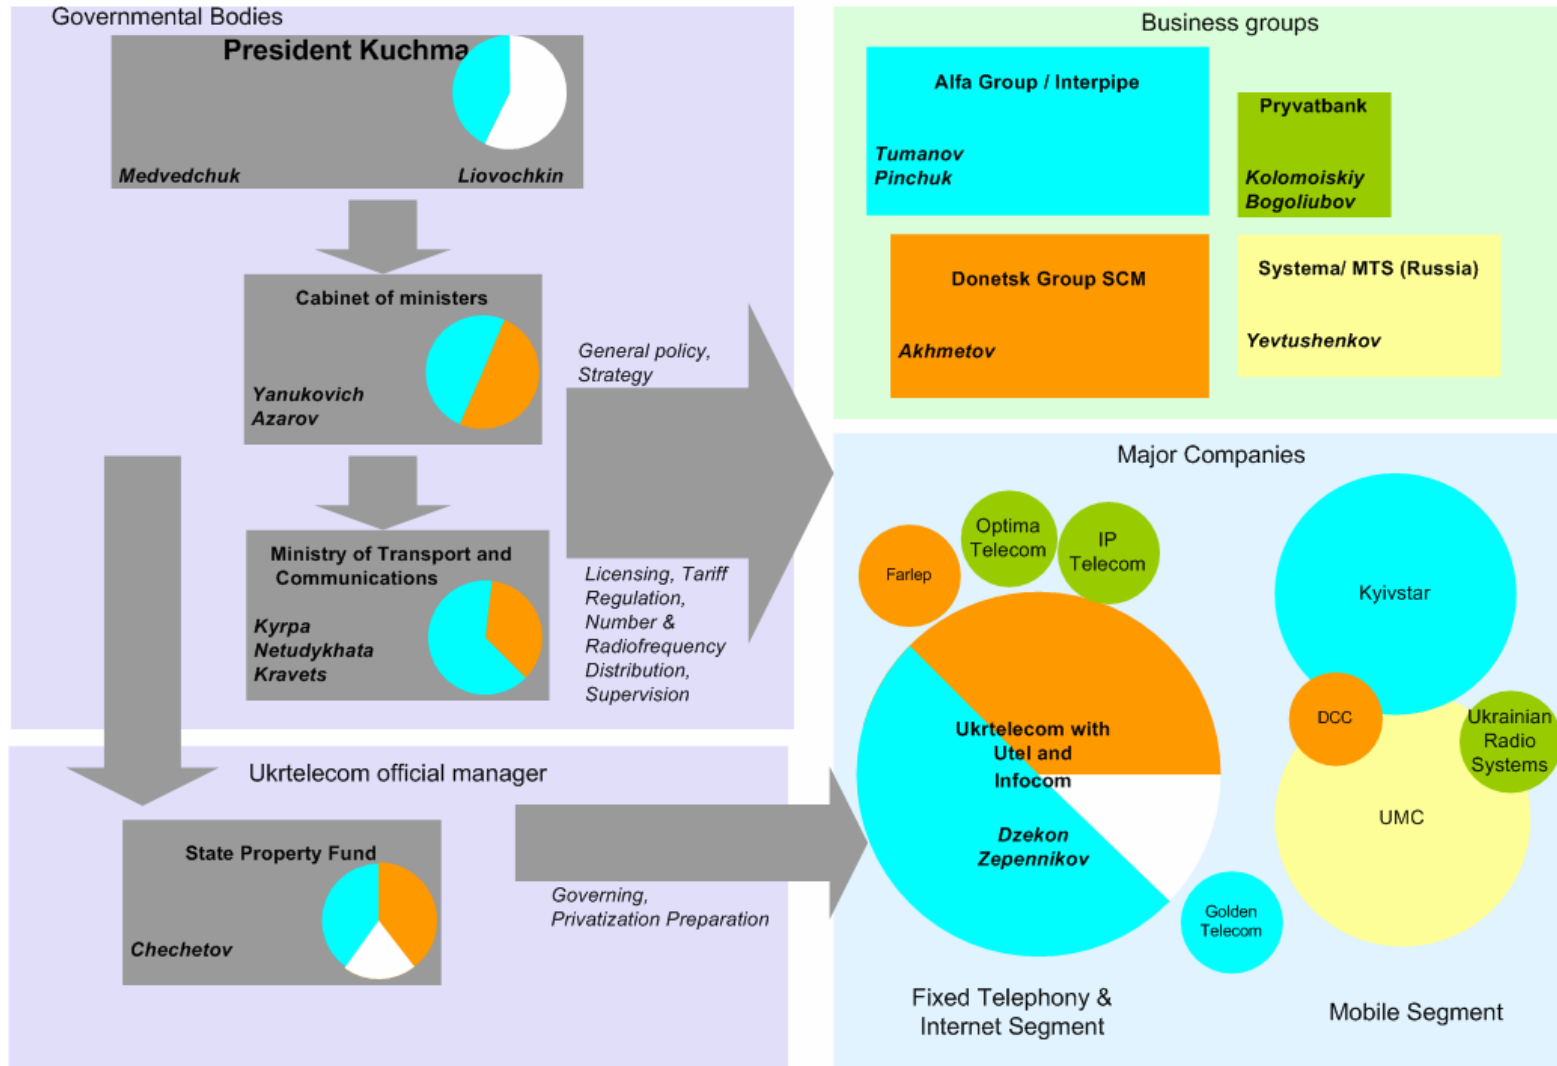 Governmental Bodies
President Kuchma
Medvedchuk
Liovochkin
Cabinet of ministers
Yanukovich
Azarov
General policy,
Strategy
Ministry of Transport and
Communications
Kyrpa
Netudykhata
Kravets
Licensing, Tariff
Regulation,
Number &
Radiofrequency
Distribution,
Supervision
Ukrtelecom official manager
State Property Fund
Chechetov
Governing,
Privatization Preparation
Business groups
Alfa Group / Interpipe
Tumanov
Pinchuk
Pryvatbank
Kolomoiskiy
Bogoliubov
Donetsk Group SCM
Akhmetov
Systema/ MTS (Russia)
Yevtushenkov
Major Companies
Farlep
Optima
Telecom
IP
Telecom
Ukrtelecom with
Utel and
Infocom
Dzekon
Zepennikov
Golden
Telecom
Fixed Telephony &
Internet Segment
Kyivstar
DCC
Ukrainian
Radio
Systems
UMC
Mobile Segment